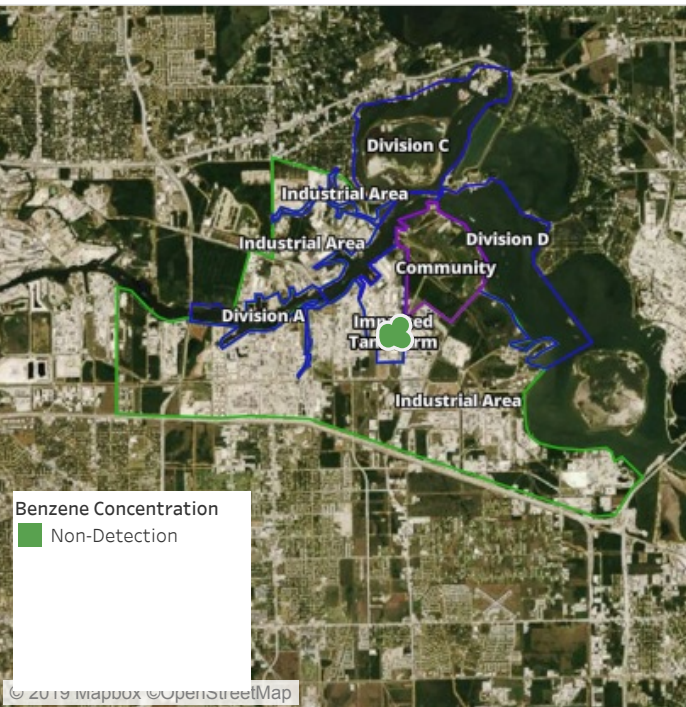 Division C
Industrial Area
Division D
Industrial Area
Community
Division A
Industrial Area
Benzene Concentration
Non-Detection
© 2019 Mapbox ©OpenStreetMap